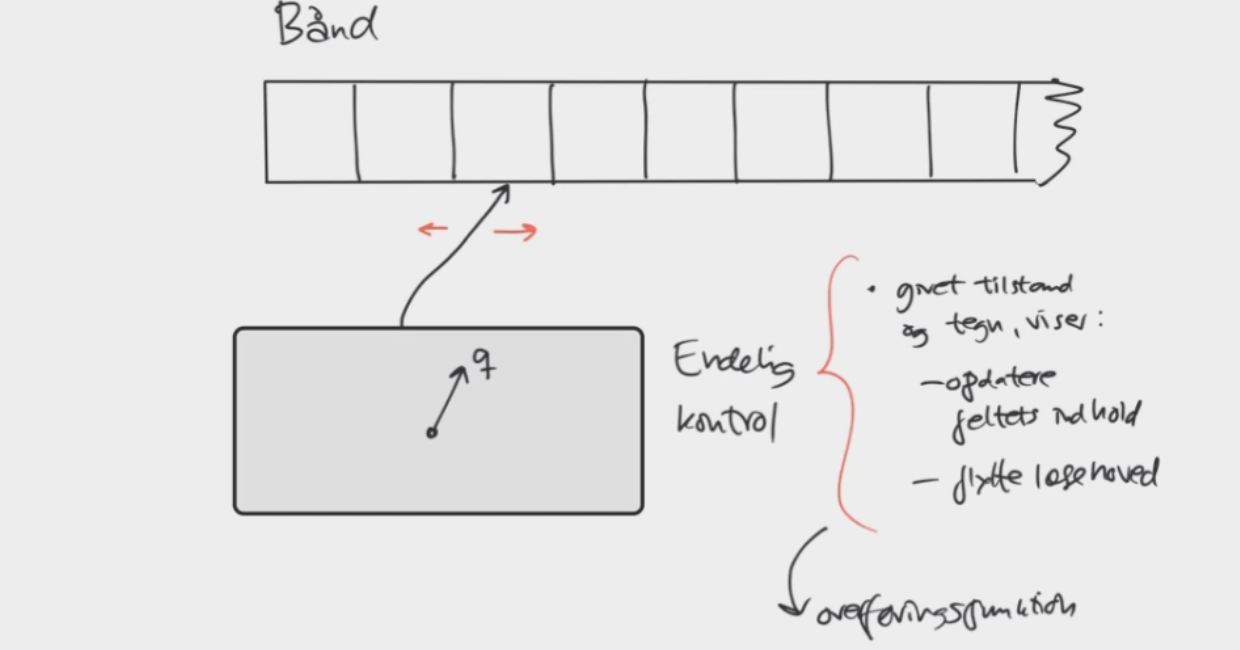 Bånd
q
Endelig
kontrol
• givet tilstand
og tegn, viser:
– opdatere
feltets indhold
– flytte læsehoved
overføringsfunktion